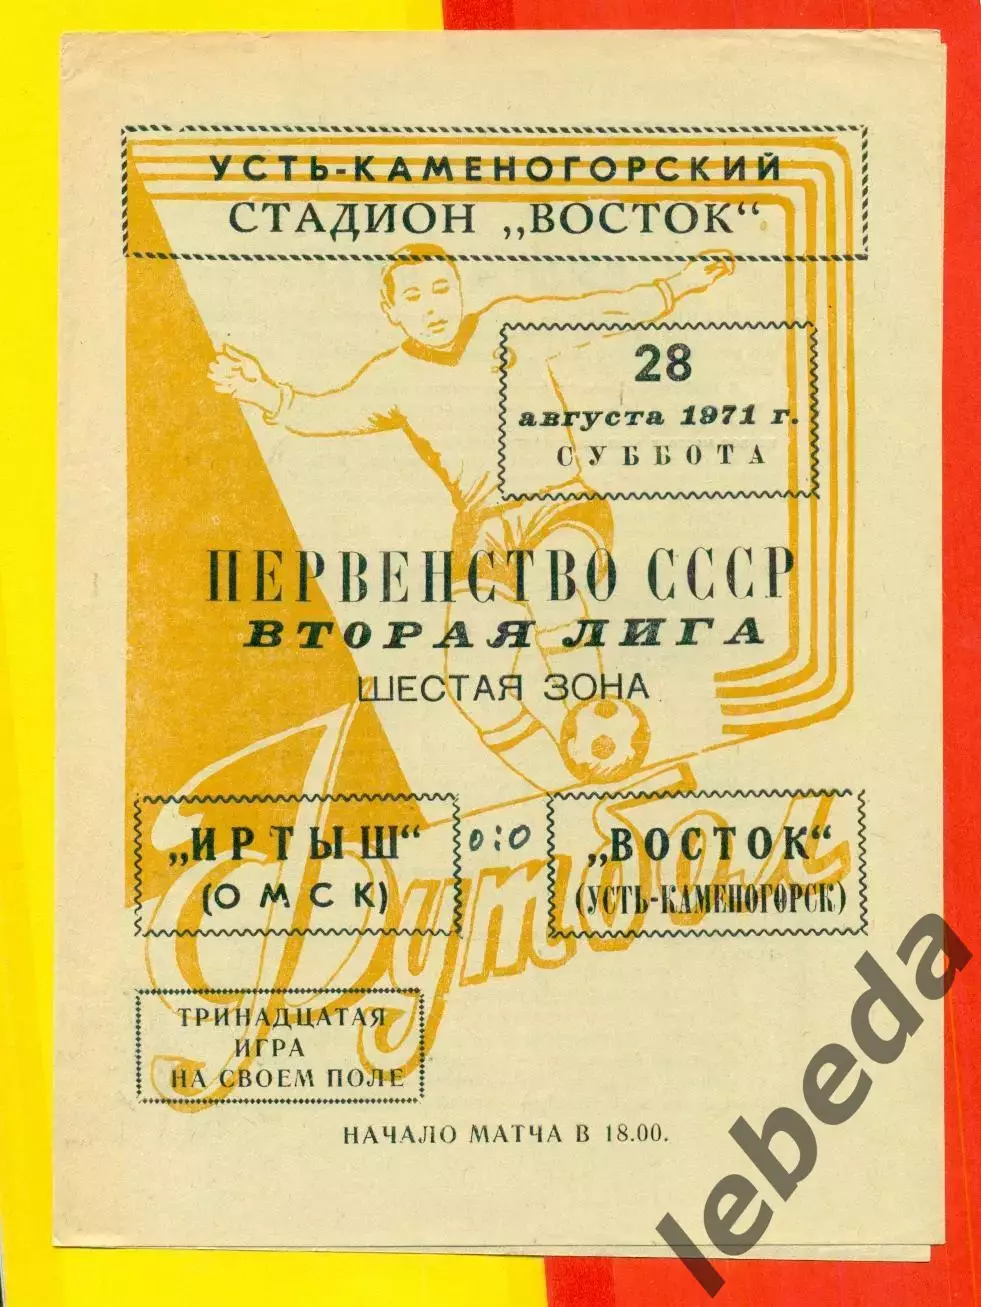 УСТЬ-КАМЕНОГОРСКИЙ
СТАДИОН „ВОСТОК“
28
августа 1971 г.
СУББОТА
ПЕРВЕНСТВО СССР
ВТОРАЯ ЛИГА
ШЕСТАЯ ЗОНА
Футбол
„ИРТЫШ“
(ОМСК)
0:0
„ВОСТОК“
(УСТЬ-КАМЕНОГОРСК)
ТРИНАДЦАТАЯ
ИГРА
НА СВОЕМ ПОЛЕ
НАЧАЛО МАТЧА В 18.00.
lebeda